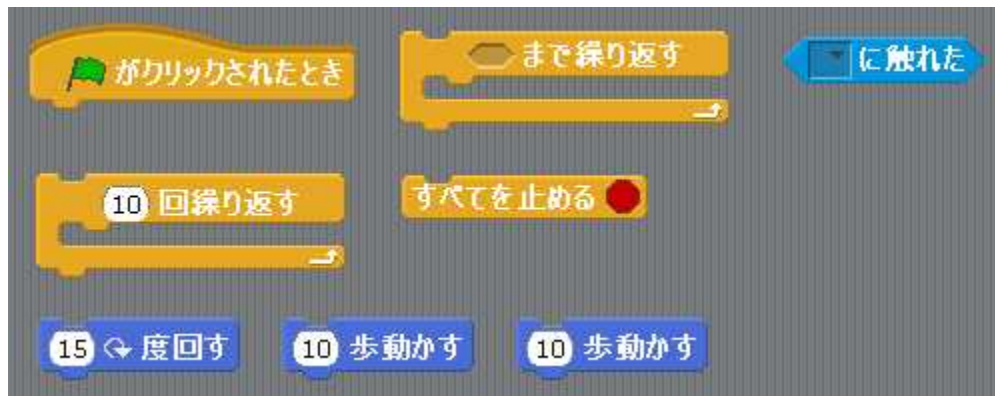 がクリックされたとき
まで繰り返す
に触れた
10 回繰り返す
すべてを止める
15 度回す
10 歩動かす
10 歩動かす